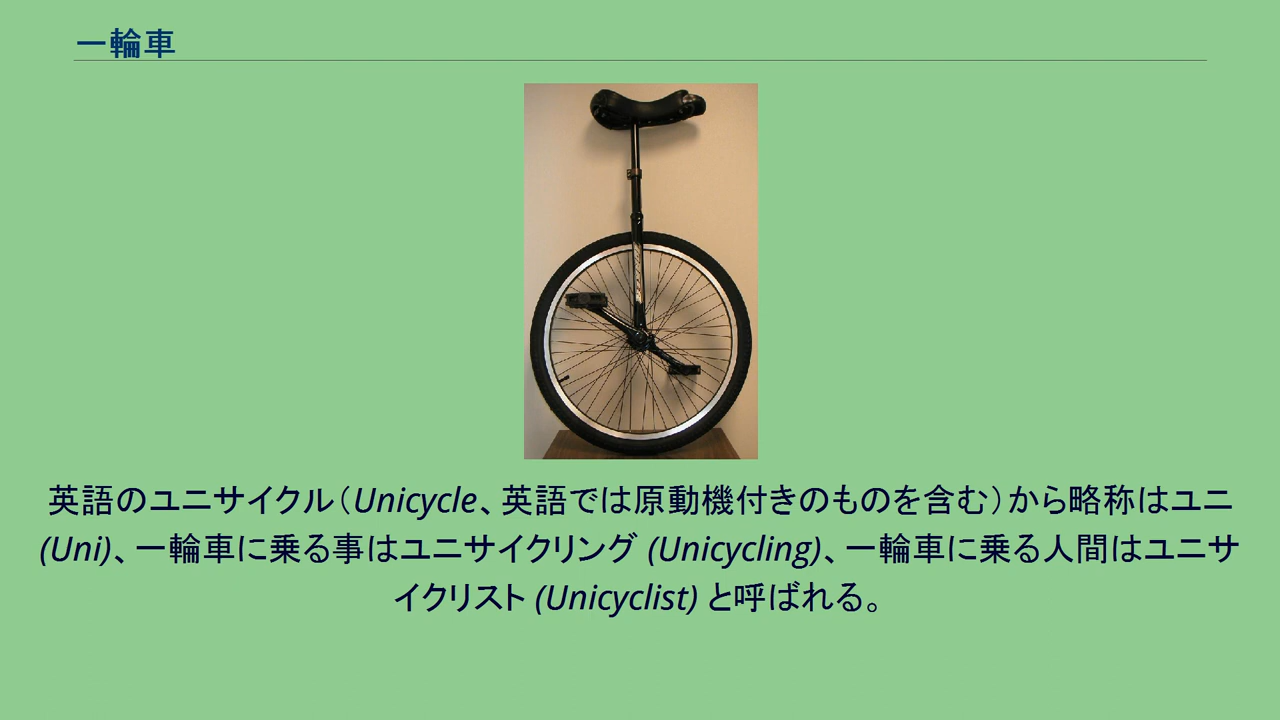 一輪車
英語のユニサイクル（Unicycle、英語では原動機付きのものを含む）から略称はユニ
(Uni)、一輪車に乗る事はユニサイクリング (Unicycling)、一輪車に乗る人間はユニサ
イクリスト (Unicyclist) と呼ばれる。